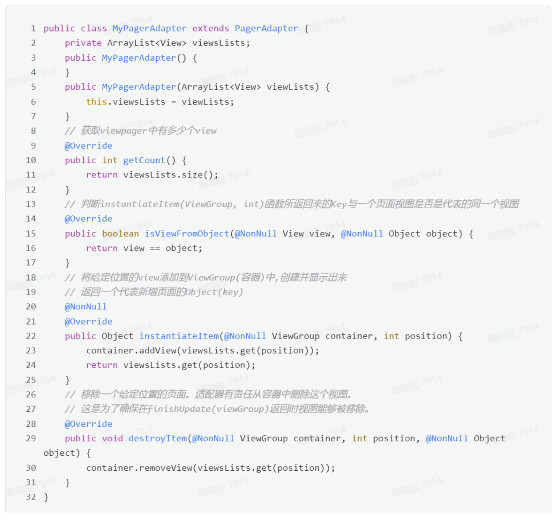 1 public class MyPagerAdapter extends PagerAdapter {
2 private ArrayList<View> viewsLists;
3 public MyPagerAdapter() {
4 }
5 public MyPagerAdapter(ArrayList<View> viewLists) {
6 this.viewsLists = viewLists;
7 }
8 // 获取viewpager中有多少个view
9 @Override
10 public int getCount() {
11 return viewsLists.size();
12 }
13 // 判断instantiateItem(ViewGroup, int)函数所返回来的Key与一个页面视图是否是代表的同一个视图
14 @Override
15 public boolean isViewFromObject(@NonNull View view, @NonNull Object object) {
16 return view == object;
17 }
18 // 将给定位置的view添加到ViewGroup(容器)中,创建并显示出来
19 // 返回一个代表新增页面的Object(key)
20 @NonNull
21 @Override
22 public Object instantiateItem(@NonNull ViewGroup container, int position) {
23 container.addView(viewsLists.get(position));
24 return viewsLists.get(position);
25 }
26 // 移除一个给定位置的页面。适配器有责任从容器中删除这个视图。
27 // 这是为了确保在finishUpdate(viewGroup)返回时视图能够被移除。
28 @Override
29 public void destroyItem(@NonNull ViewGroup container, int position, @NonNull Object
object) {
30 container.removeView(viewsLists.get(position));
31 }
32 }